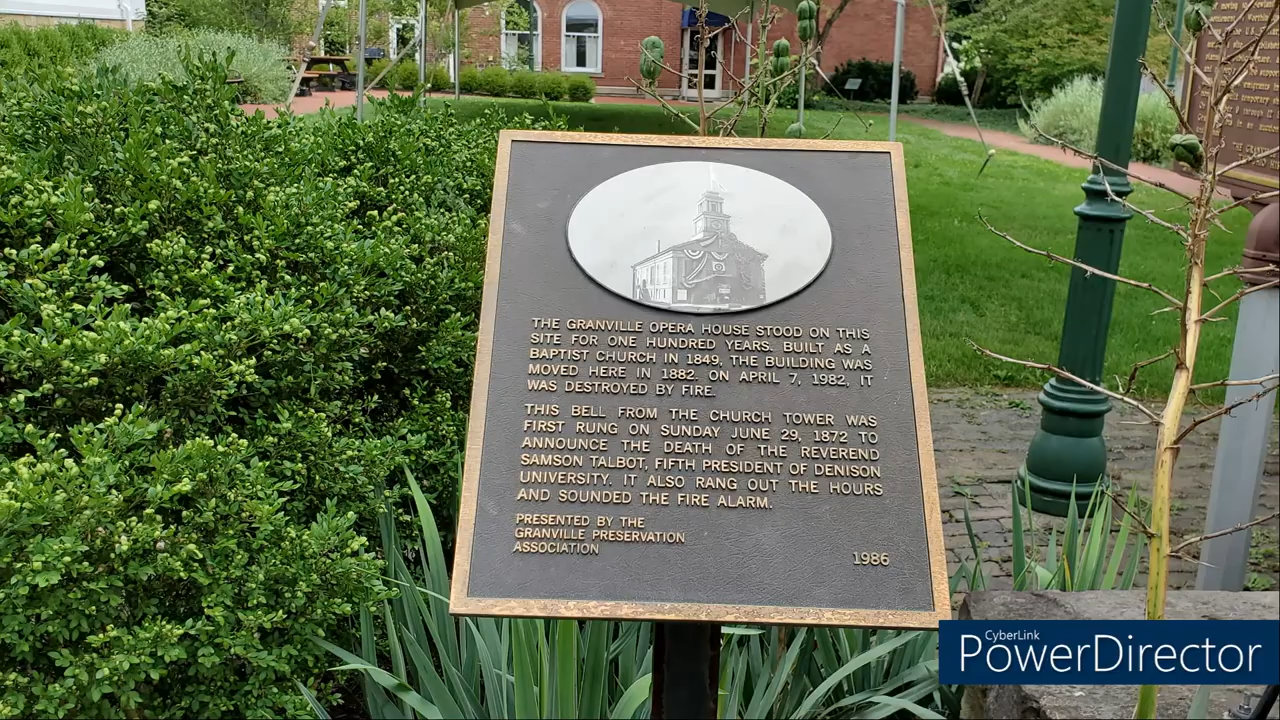 THE GRANVILLE OPERA HOUSE STOOD ON THIS
SITE FOR ONE HUNDRED YEARS. BUILT AS A
BAPTIST CHURCH IN 1849, THE BUILDING WAS
MOVED HERE IN 1882. ON APRIL 7, 1982, IT
WAS DESTROYED BY FIRE.
THIS BELL FROM THE CHURCH TOWER WAS
FIRST RUNG ON SUNDAY JUNE 29, 1872 TO
ANNOUNCE THE DEATH OF THE REVEREND
SAMSON TALBOT, FIFTH PRESIDENT OF DENISON
UNIVERSITY. IT ALSO RANG OUT THE HOURS
AND SOUNDED THE FIRE ALARM.
PRESENTED BY THE
GRANVILLE PRESERVATION
ASSOCIATION
1986
CyberLink
PowerDirector